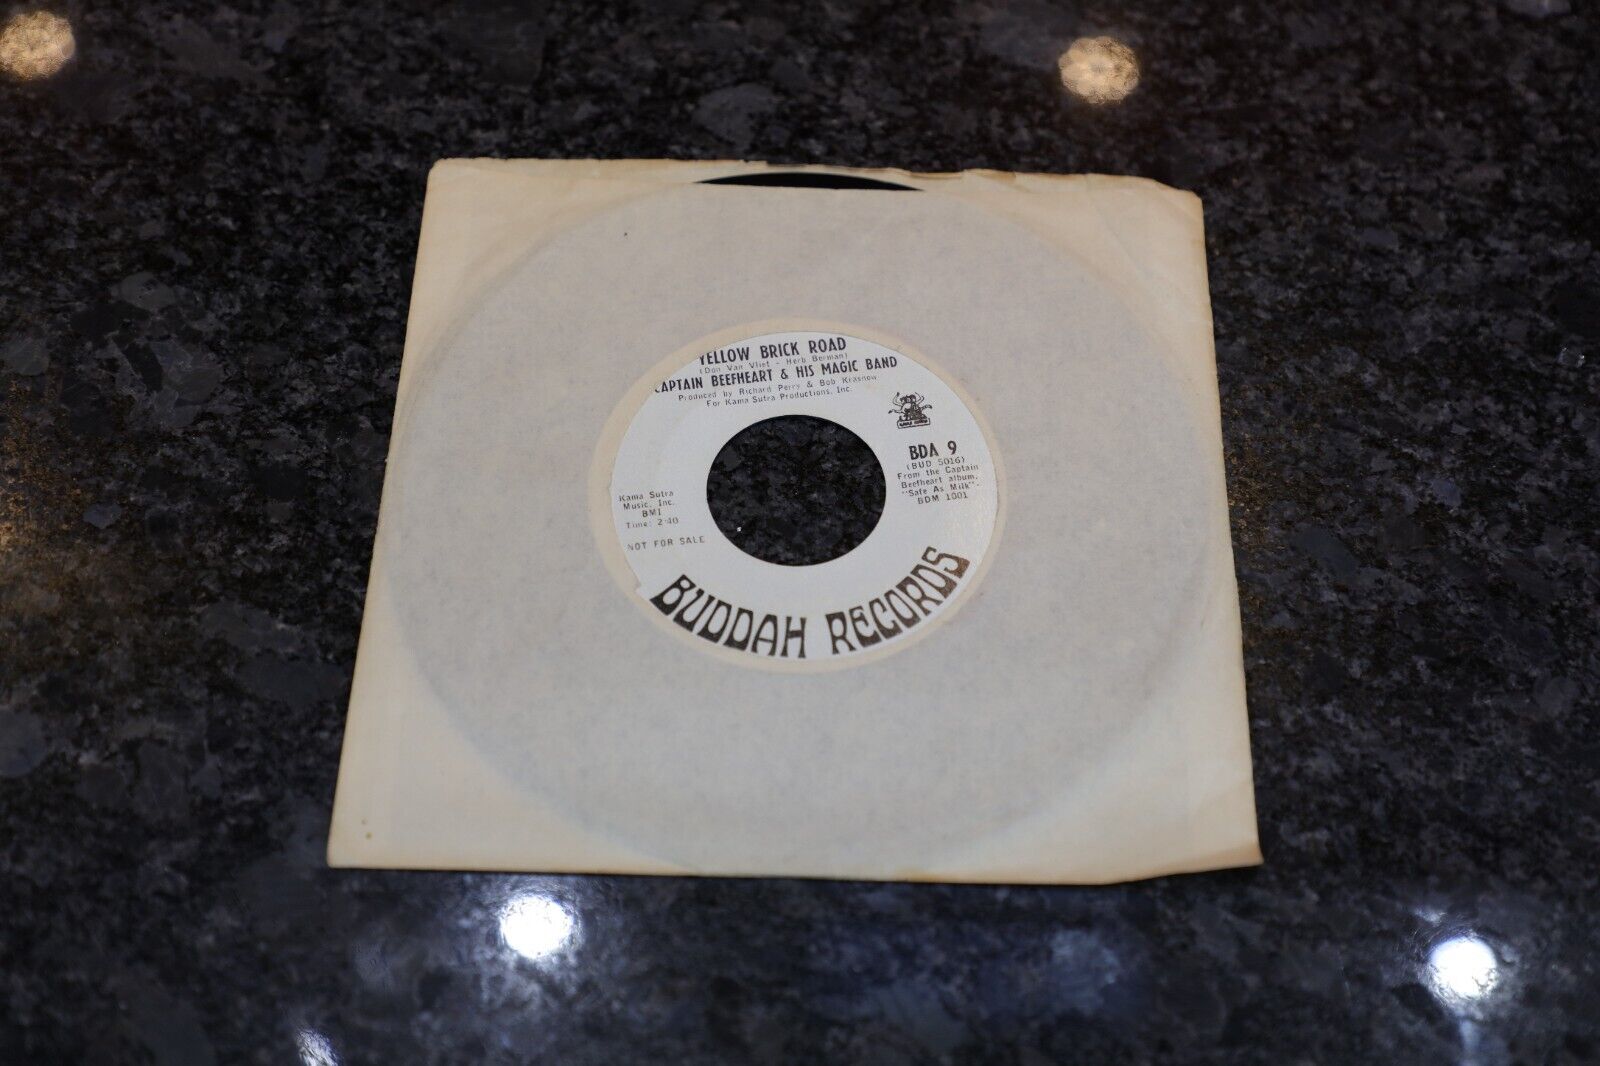 YELLOW BRICK ROAD
(Don Van Vliet - Herb Berman)
CAPTAIN BEEFHEART & HIS MAGIC BAND
Produced by Richard Perry & Bob Krasnow
For Kama Sutra Productions, Inc.
BDA 9
(BUD 5016)
From the Captain
Beefheart album,
"Safe As Milk".
BDM 1001
Kama Sutra
Music, Inc.
BMI
Time: 2:40
NOT FOR SALE
BUDDAH RECORDS